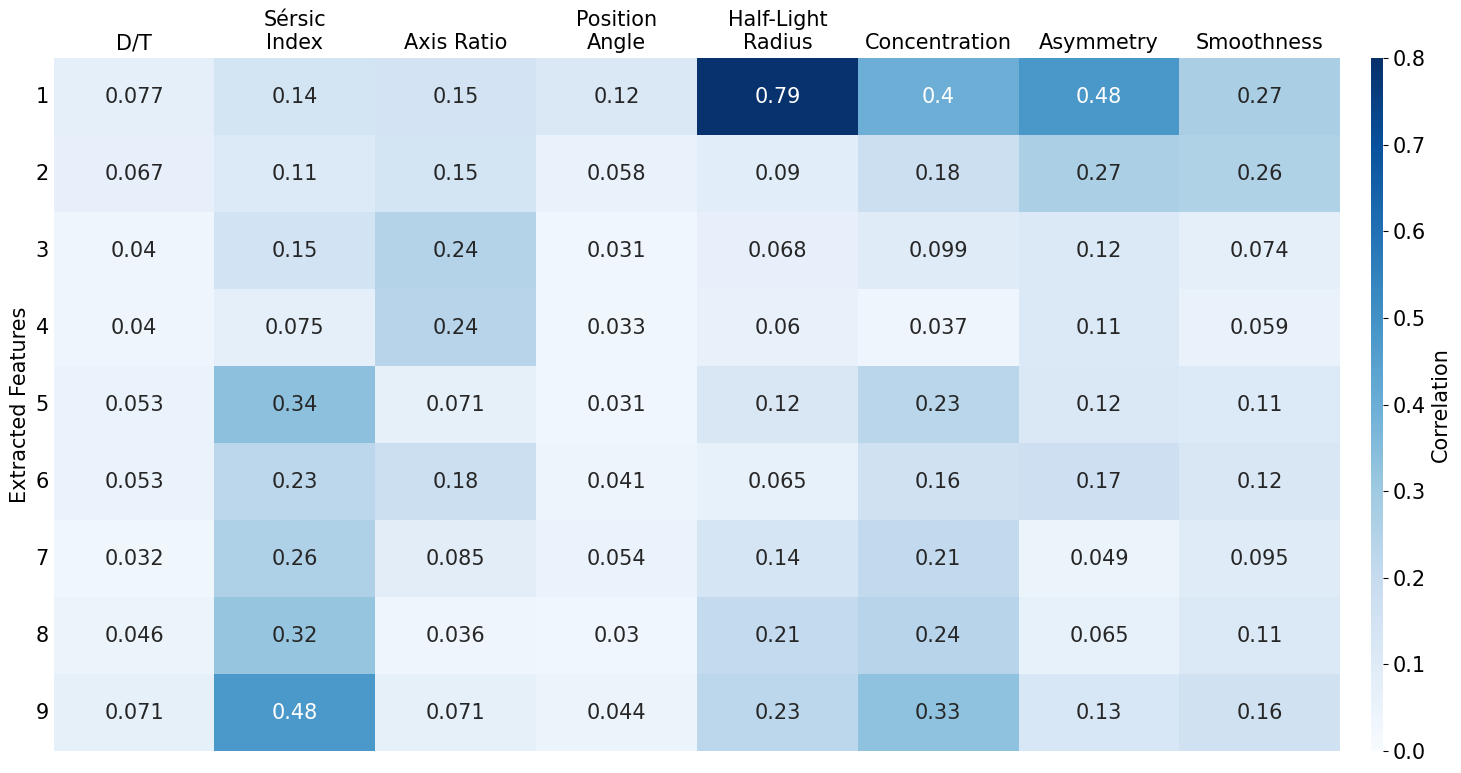 Sérsic Position Half-Light
D/T Index Axis Ratio Angle Radius Concentration Asymmetry Smoothness
1 0.077 0.14 0.15 0.12 0.79 0.4 0.48 0.27
2 0.067 0.11 0.15 0.058 0.09 0.18 0.27 0.26
3 0.04 0.15 0.24 0.031 0.068 0.099 0.12 0.074
4 0.04 0.075 0.24 0.033 0.06 0.037 0.11 0.059
5 0.053 0.34 0.071 0.031 0.12 0.23 0.12 0.11
6 0.053 0.23 0.18 0.041 0.065 0.16 0.17 0.12
7 0.032 0.26 0.085 0.054 0.14 0.21 0.049 0.095
8 0.046 0.32 0.036 0.03 0.21 0.24 0.065 0.11
9 0.071 0.48 0.071 0.044 0.23 0.33 0.13 0.16
Extracted Features
0.8
0.7
0.6
0.5
0.4
0.3
0.2
0.1
0.0
Correlation